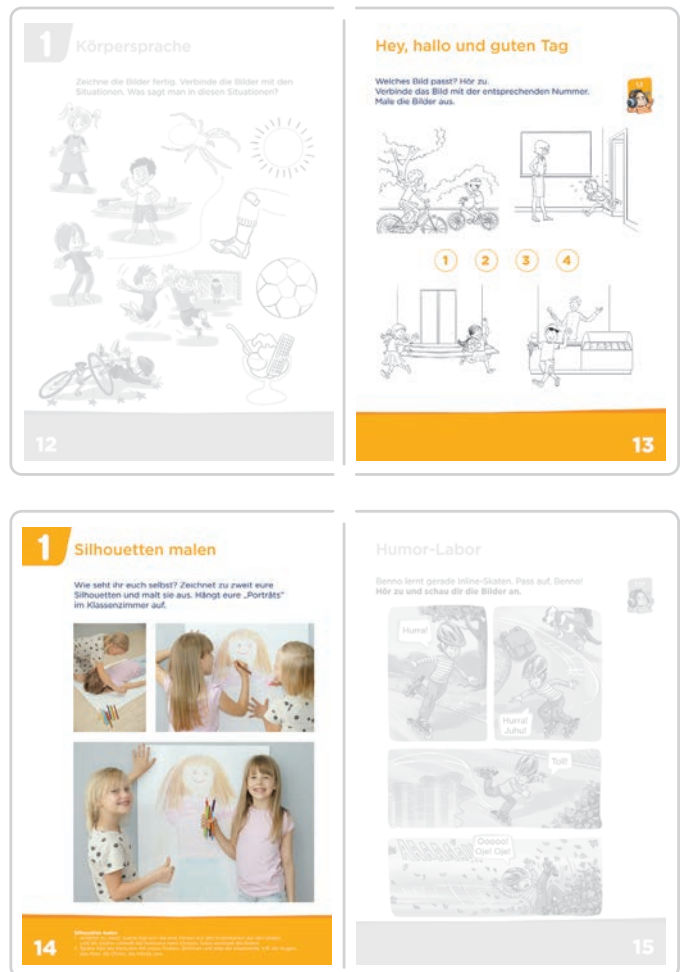 1
Körpersprache
Zeichne die Bilder fertig. Verbinde die Bilder mit den
Situationen. Was sagt man in diesen Situationen?
12
Hey, hallo und guten Tag
Welches Bild passt? Hör zu.
Verbinde das Bild mit der entsprechenden Nummer.
Male die Bilder aus.
1 2 3 4
13
1
Silhouetten malen
Wie seht ihr euch selbst? Zeichnet zu zweit eure
Silhouetten und malt sie aus. Hängt eure „Porträts“
im Klassenzimmer auf.
Silhouetten malen
14
Humor-Labor
Benno lernt gerade Inline-Skaten. Pass auf, Benno!
Hör zu und schau dir die Bilder an.
Hurra!
Hurra!
Juhu!
Toll!
Ooooo!
Oje! Oje!
15